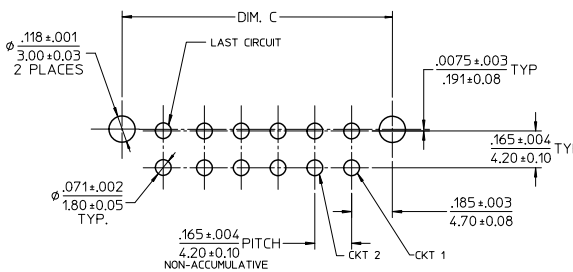 DIM. C
LAST CIRCUIT
⌀ .118±.001
3.00±0.03
2 PLACES
.0075±.003 TYP
.191±0.08
.165±.004 TY
4.20±0.10
⌀ .071±.002
1.80±0.05
TYP.
.185±.003
4.70±0.08
.165±.004 PITCH
4.20±0.10
NON-ACCUMULATIVE
CKT 2
CKT 1